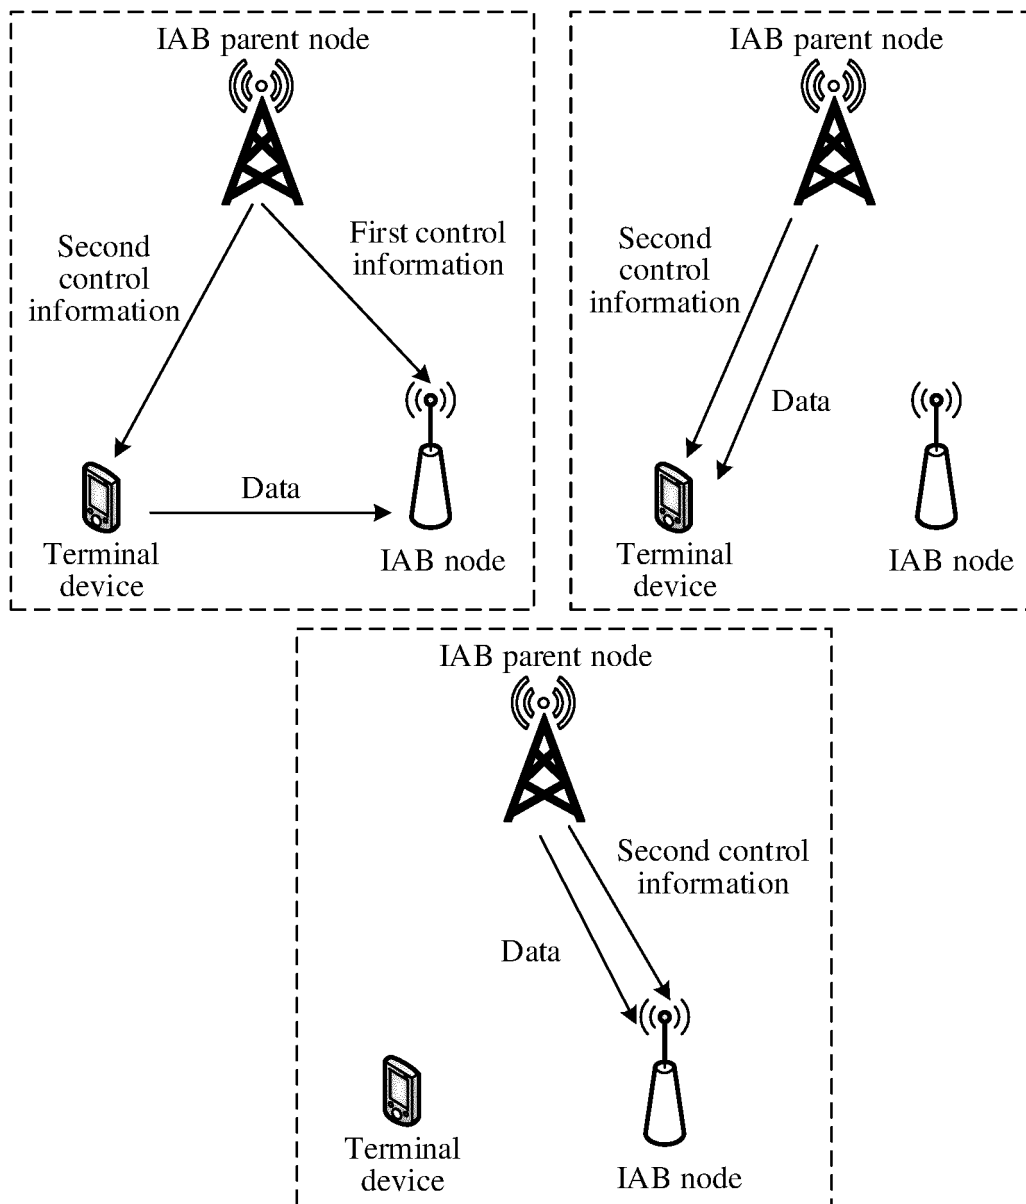 IAB parent node
Second
control
information
First control
information
Data
Terminal
device
IAB node
IAB parent node
Second
control
information
Data
Terminal
device
IAB node
IAB parent node
Second control
information
Data
Terminal
device
IAB node